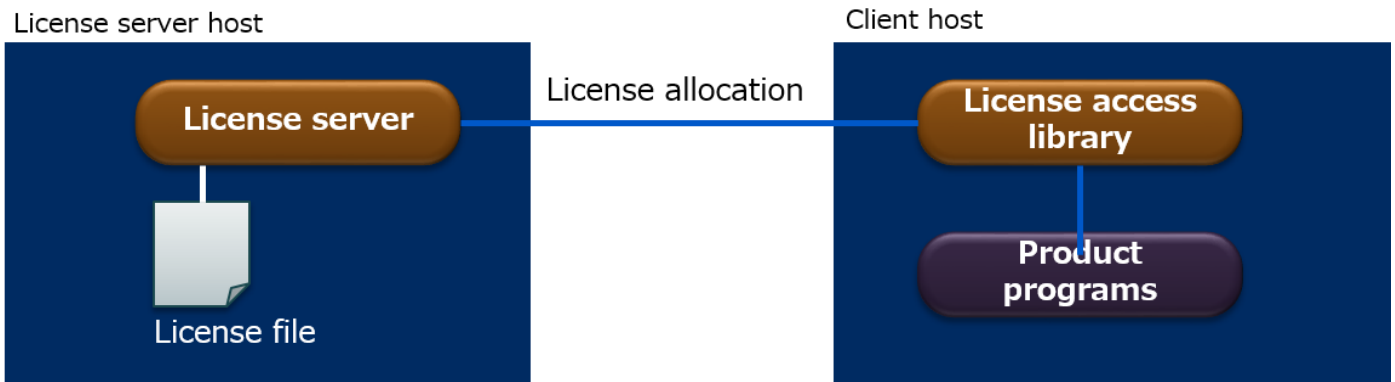 License server host
Client host
License server
License allocation
License access
library
Product
programs
License file